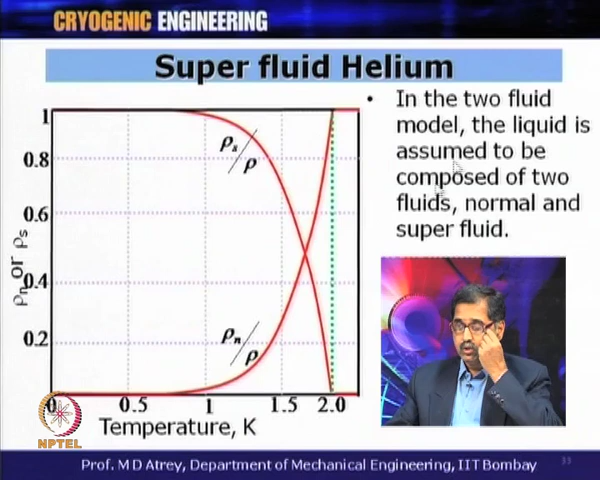 CRYOGENIC ENGINEERING
Super fluid Helium
• In the two fluid
model, the liquid is
assumed to be
composed of two
fluids, normal and
super fluid.
1
0.8
0.6
0.4
0.2
ρn or ρs
ρs/ρ
ρn/ρ
0 0.5 1 1.5 2.0
Temperature, K
NPTEL
Prof. M D Atrey, Department of Mechanical Engineering, IIT Bombay 33